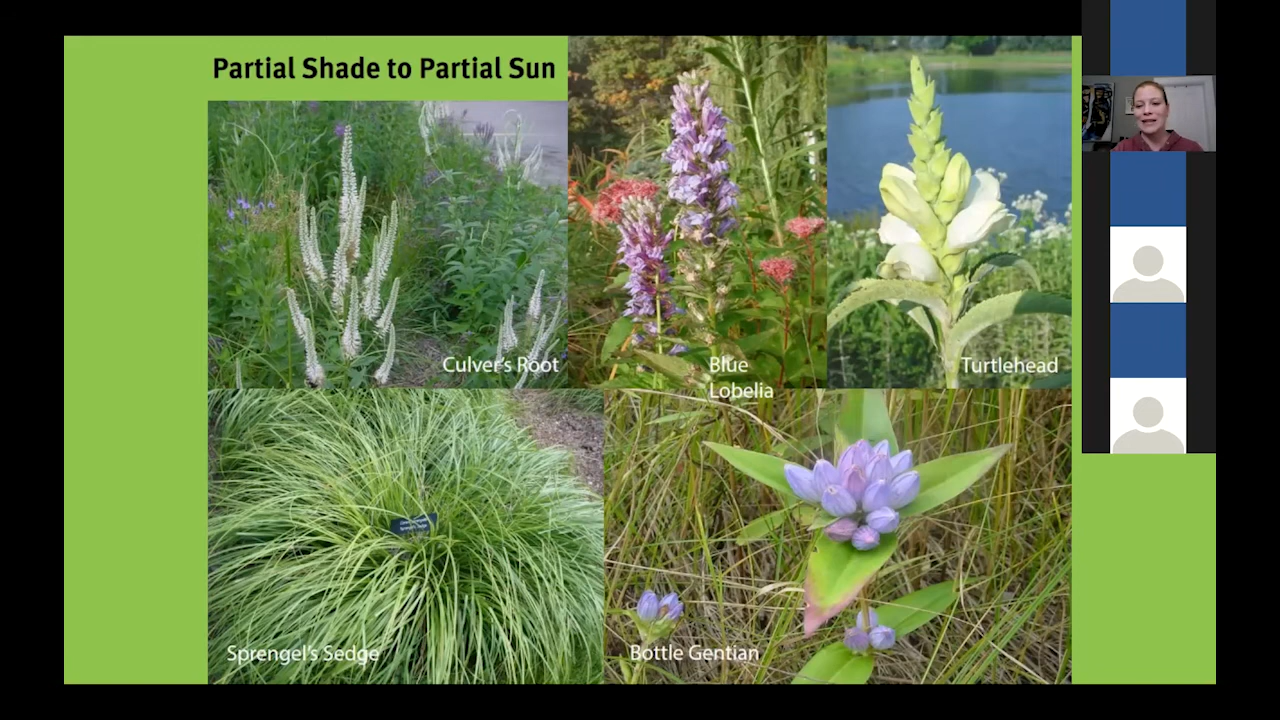 Partial Shade to Partial Sun
Culver's Root
Blue
Lobelia
Turtlehead
Sprengel's Sedge
Bottle Gentian